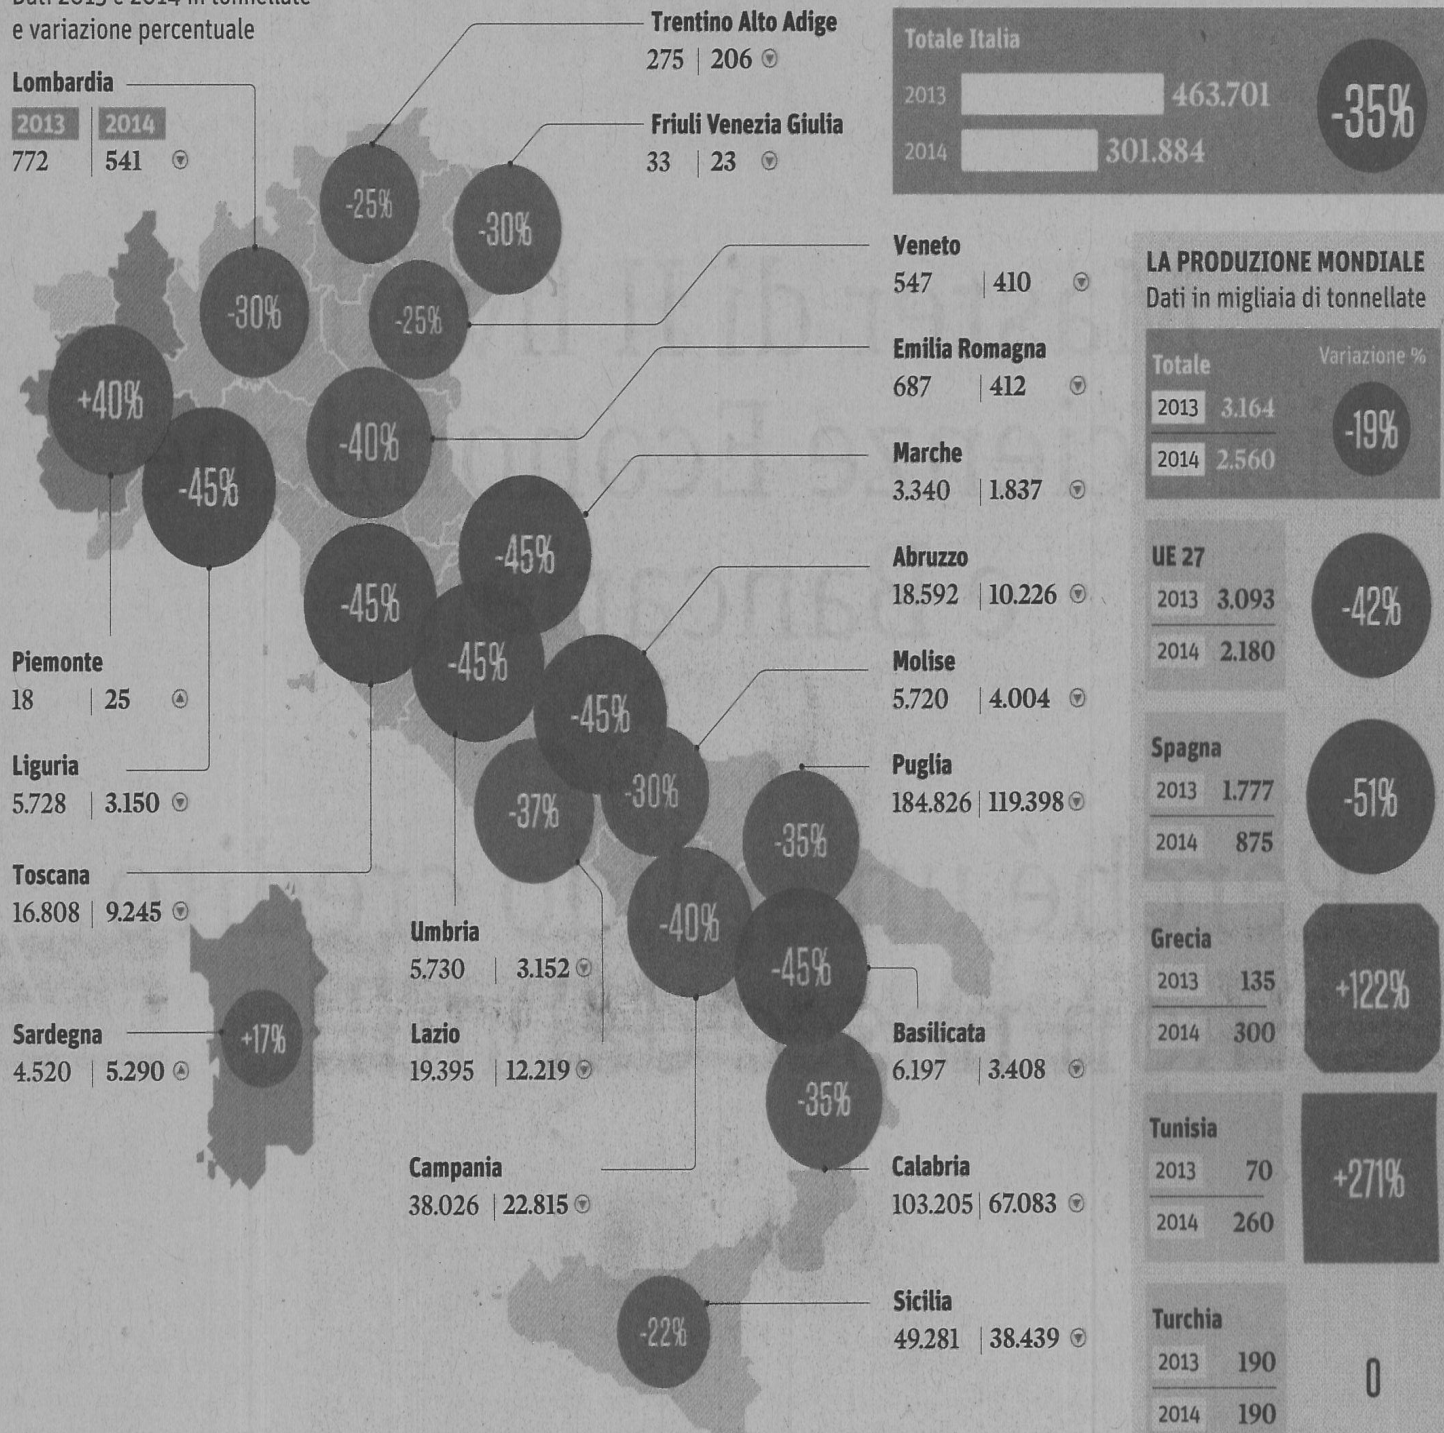 Dati 2013 e 2014 in tonnellate
e variazione percentuale
Lombardia
2013 | 2014
772 | 541
Trentino Alto Adige
275 | 206
Friuli Venezia Giulia
33 | 23
Totale Italia
2013 463.701
2014 301.884
-35%
-25%
-30%
-30%
-25%
+40%
-45%
-40%
-45%
-45%
-45%
-45%
-37%
-30%
-35%
-40%
-45%
-35%
+17%
-22%
Veneto
547 | 410
Emilia Romagna
687 | 412
Marche
3.340 | 1.837
Abruzzo
18.592 | 10.226
Molise
5.720 | 4.004
Puglia
184.826 | 119.398
Piemonte
18 | 25
Liguria
5.728 | 3.150
Toscana
16.808 | 9.245
Umbria
5.730 | 3.152
Sardegna
4.520 | 5.290
Lazio
19.395 | 12.219
Basilicata
6.197 | 3.408
Campania
38.026 | 22.815
Calabria
103.205 | 67.083
Sicilia
49.281 | 38.439
LA PRODUZIONE MONDIALE
Dati in migliaia di tonnellate
Totale
Variazione %
2013 3.164
2014 2.560
-19%
UE 27
2013 3.093
2014 2.180
-42%
Spagna
2013 1.777
2014 875
-51%
Grecia
2013 135
2014 300
+122%
Tunisia
2013 70
2014 260
+271%
Turchia
2013 190
2014 190
0